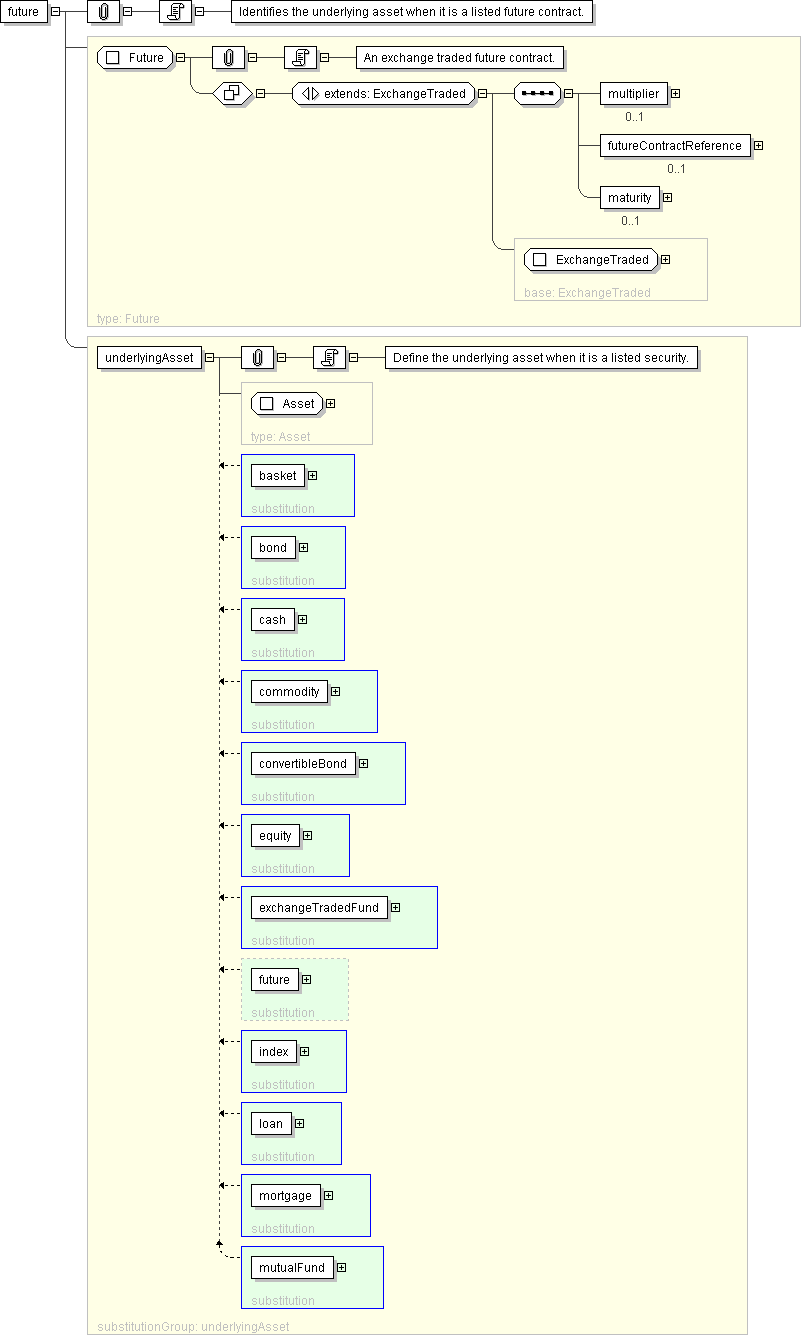 future
Identifies the underlying asset when it is a listed future contract.
Future
An exchange traded future contract.
extends: ExchangeTraded
multiplier
0..1
futureContractReference
0..1
maturity
0..1
ExchangeTraded
base: ExchangeTraded
type: Future
underlyingAsset
Define the underlying asset when it is a listed security.
Asset
type: Asset
basket
substitution
bond
substitution
cash
substitution
commodity
substitution
convertibleBond
substitution
equity
substitution
exchangeTradedFund
substitution
future
substitution
index
substitution
loan
substitution
mortgage
substitution
mutualFund
substitution
substitutionGroup: underlyingAsset